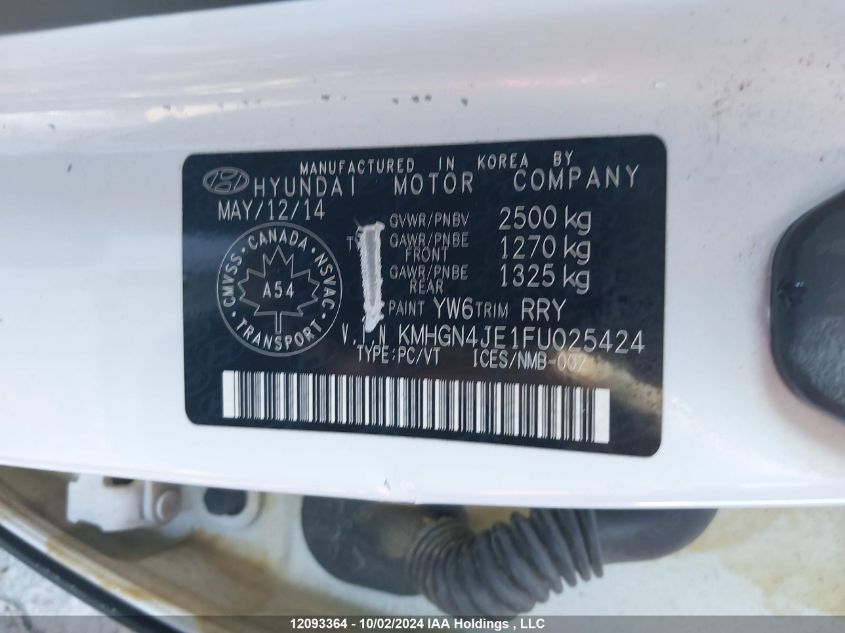 MANUFACTURED IN KOREA BY
HYUNDAI MOTOR COMPANY
MAY/12/14
GVWR/PNBV 2500 kg
GAWR/PNBE FRONT 1270 kg
GAWR/PNBE REAR 1325 kg
CMVSS · CANADA · NSVAC · TRANSPORT ·
A54
PAINT YW6 TRIM RRY
V.I.N KMHGN4JE1FU025424
TYPE:PC/VT ICES/NMB-002
12093364 - 10/02/2024 IAA Holdings , LLC